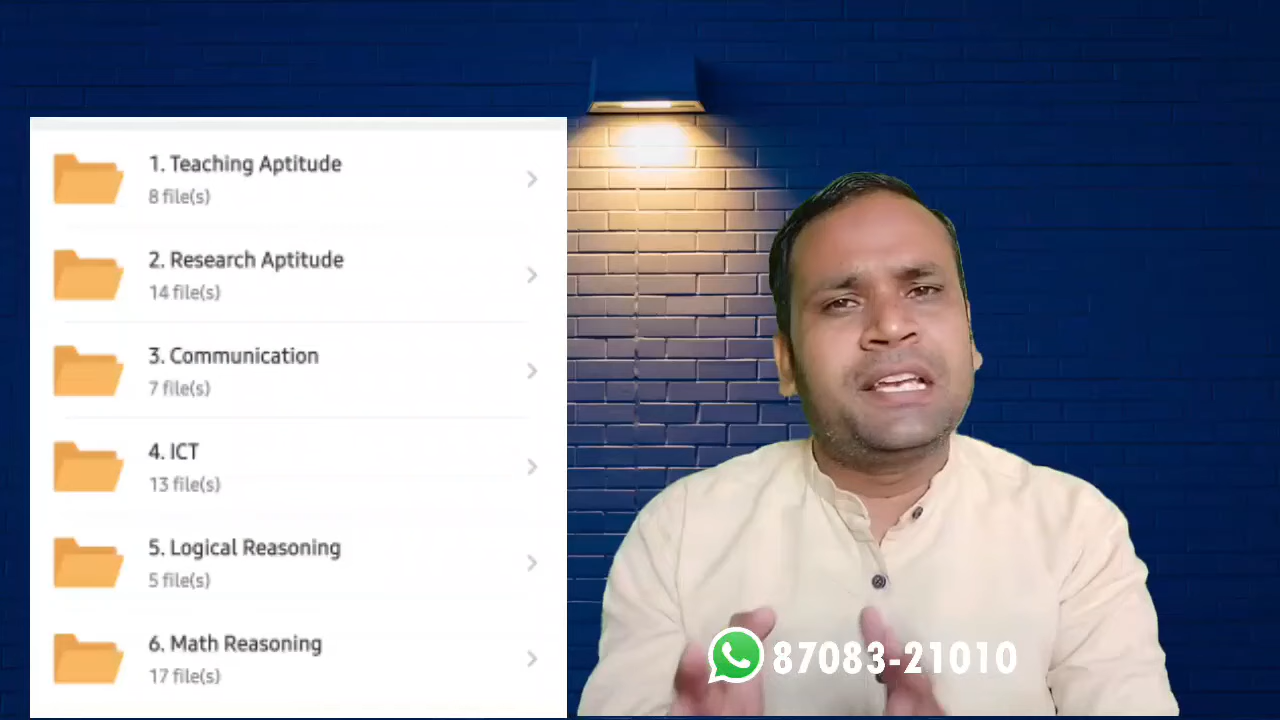 1. Teaching Aptitude
8 file(s)
2. Research Aptitude
14 file(s)
3. Communication
7 file(s)
4. ICT
13 file(s)
5. Logical Reasoning
5 file(s)
6. Math Reasoning
17 file(s)
87083-21010